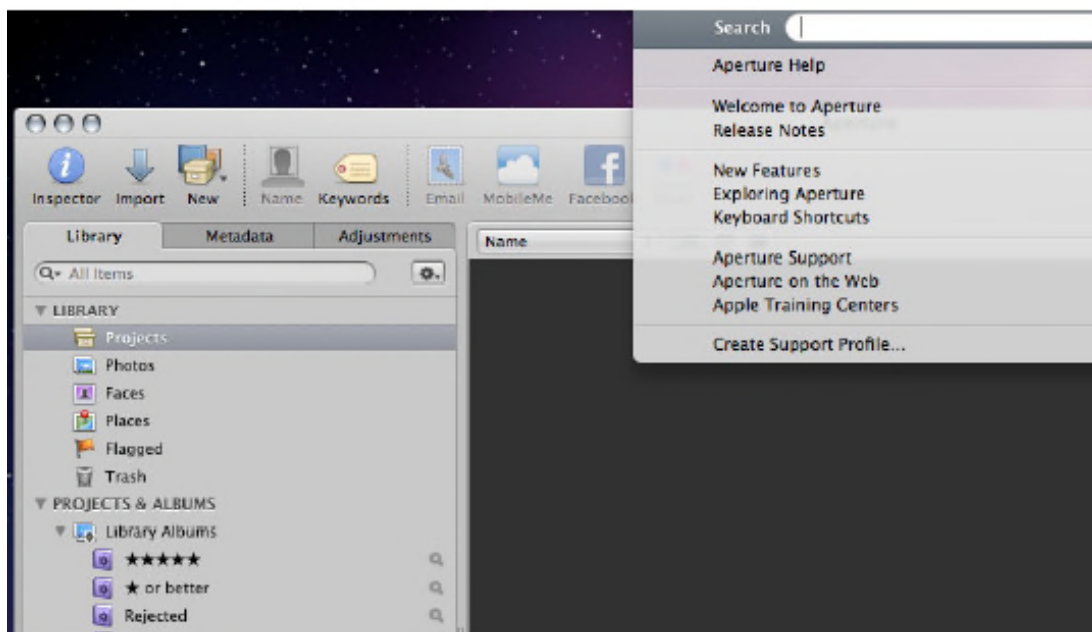 Search
Aperture Help
Welcome to Aperture
Release Notes
New Features
Exploring Aperture
Keyboard Shortcuts
Aperture Support
Aperture on the Web
Apple Training Centers
Create Support Profile...
Inspector Import New Name Keywords Email MobileMe Facebook
Library Metadata Adjustments
Name
All Items
LIBRARY
Projects
Photos
Faces
Places
Flagged
Trash
PROJECTS & ALBUMS
Library Albums
★★★★★
★ or better
Rejected